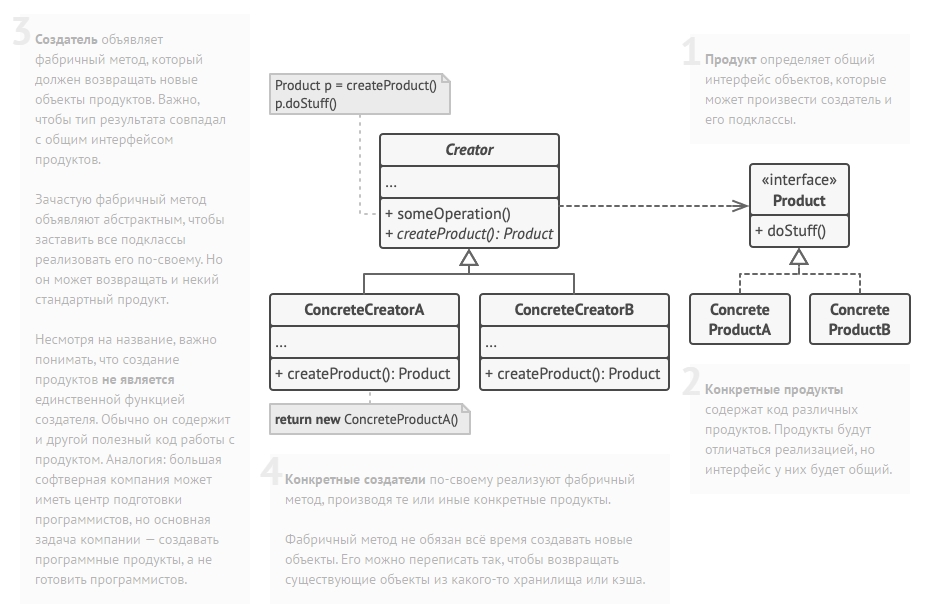 3
Создатель объявляет
фабричный метод, который
должен возвращать новые
объекты продуктов. Важно,
чтобы тип результата совпадал
с общим интерфейсом
продуктов.
Зачастую фабричный метод
объявляют абстрактным, чтобы
заставить все подклассы
реализовать его по-своему. Но
он может возвращать и некий
стандартный продукт.
Несмотря на название, важно
понимать, что создание
продуктов не является
единственной функцией
создателя. Обычно он содержит
и другой полезный код работы с
продуктом. Аналогия: большая
софтверная компания может
иметь центр подготовки
программистов, но основная
задача компании — создавать
программные продукты, а не
готовить программистов.
Product p = createProduct()
p.doStuff()
Creator
...
+ someOperation()
+ createProduct(): Product
ConcreteCreatorA
...
+ createProduct(): Product
return new ConcreteProductA()
ConcreteCreatorB
...
+ createProduct(): Product
1
Продукт определяет общий
интерфейс объектов, которые
может произвести создатель и
его подклассы.
«interface»
Product
+ doStuff()
Concrete
ProductA
Concrete
ProductB
2
Конкретные продукты
содержат код различных
продуктов. Продукты будут
отличаться реализацией, но
интерфейс у них будет общий.
4
Конкретные создатели по-своему реализуют фабричный
метод, производя те или иные конкретные продукты.
Фабричный метод не обязан всё время создавать новые
объекты. Его можно переписать так, чтобы возвращать
существующие объекты из какого-то хранилища или кэша.